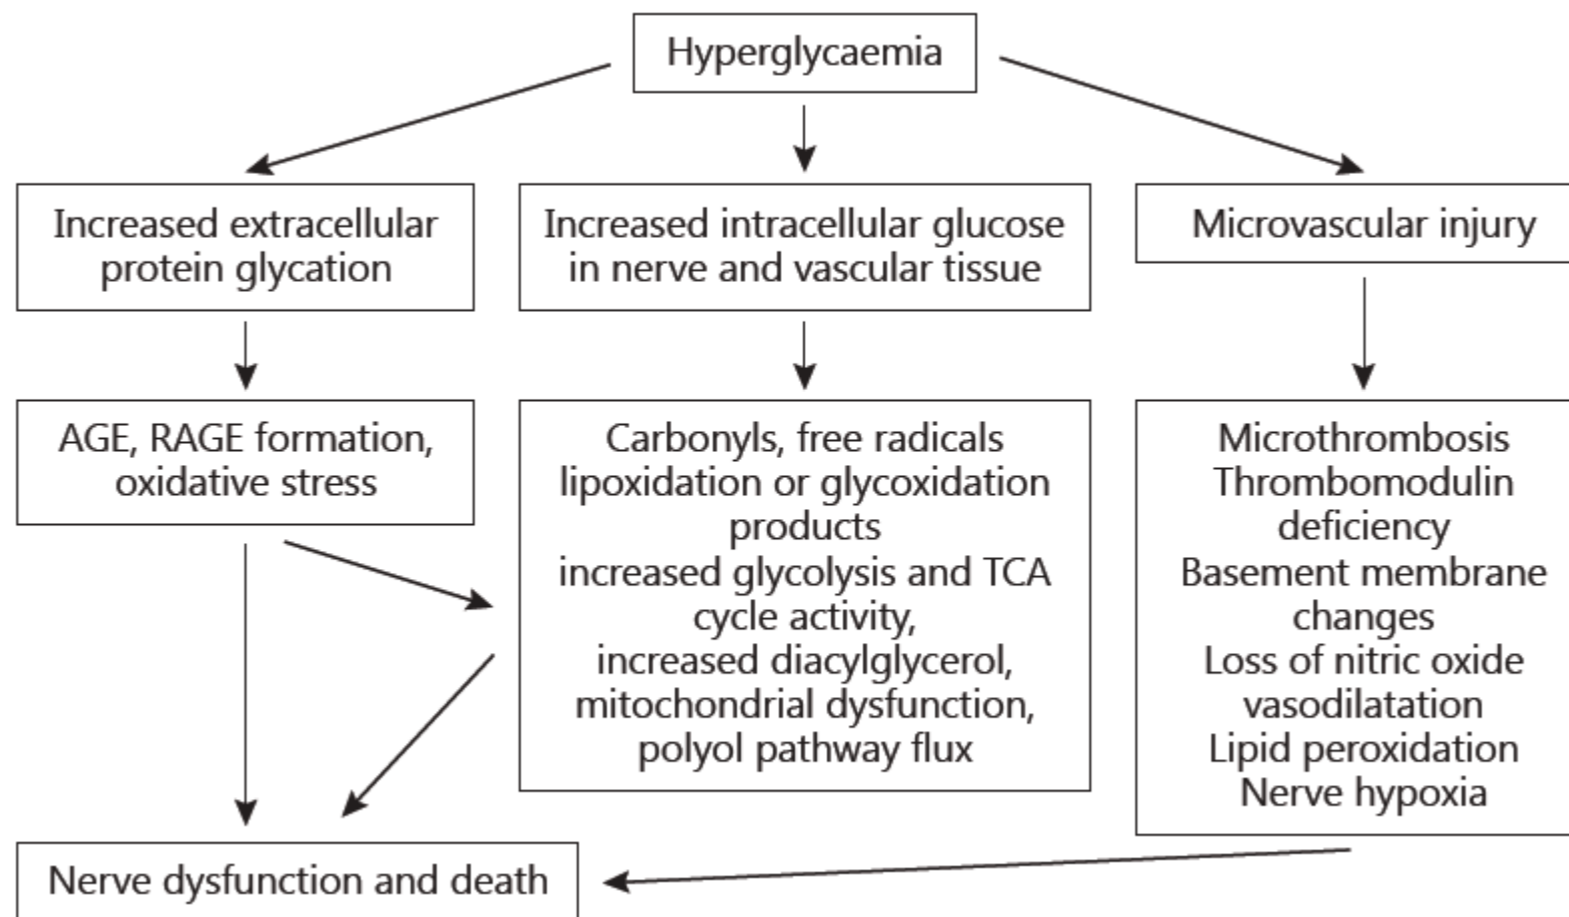 Hyperglycaemia
Increased extracellular
protein glycation
Increased intracellular glucose
in nerve and vascular tissue
Microvascular injury
AGE, RAGE formation,
oxidative stress
Carbonyls, free radicals
lipoxidation or glycoxidation
products
increased glycolysis and TCA
cycle activity,
increased diacylglycerol,
mitochondrial dysfunction,
polyol pathway flux
Microthrombosis
Thrombomodulin
deficiency
Basement membrane
changes
Loss of nitric oxide
vasodilatation
Lipid peroxidation
Nerve hypoxia
Nerve dysfunction and death